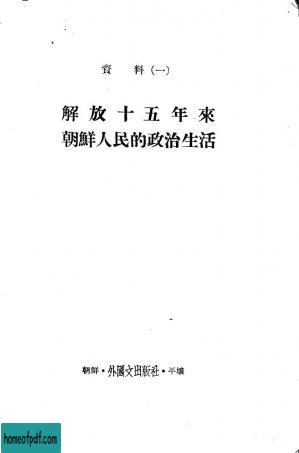 資 料 (一)
解放十五年來
朝鮮人民的政治生活
朝鮮・外國文出版社・平壤
homeofpdf.com